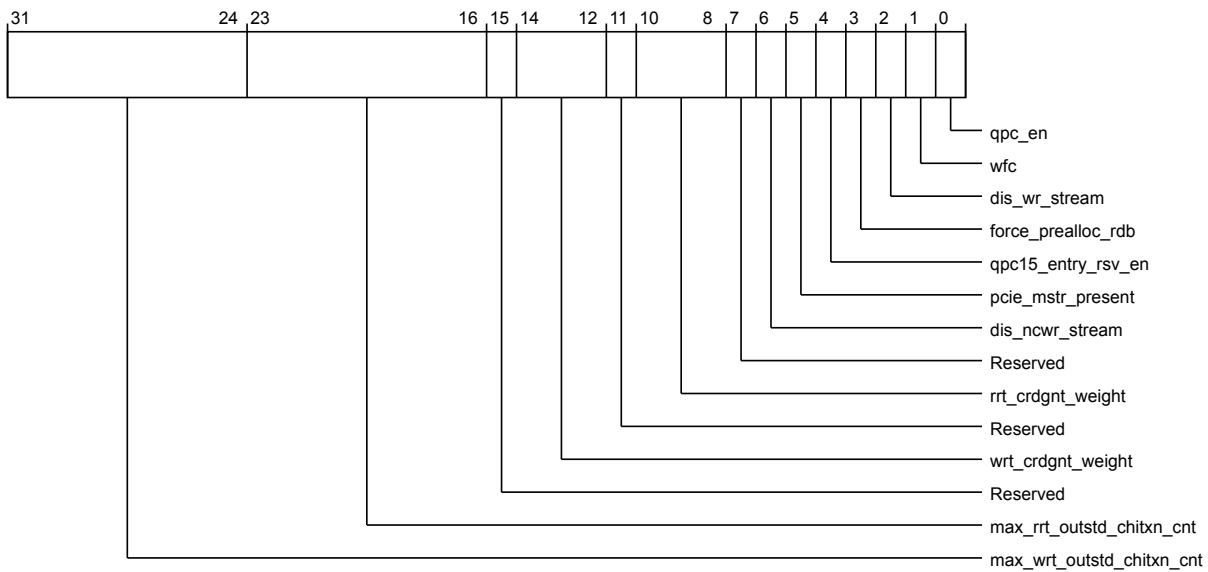 31 24 23 16 15 14 12 11 10 8 7 6 5 4 3 2 1 0
qpc_en
wfc
dis_wr_stream
force_prealloc_rdb
qpc15_entry_rsv_en
pcie_mstr_present
dis_ncwr_stream
Reserved
rrt_crdgnt_weight
Reserved
wrt_crdgnt_weight
Reserved
max_rrt_outstd_chitxn_cnt
max_wrt_outstd_chitxn_cnt